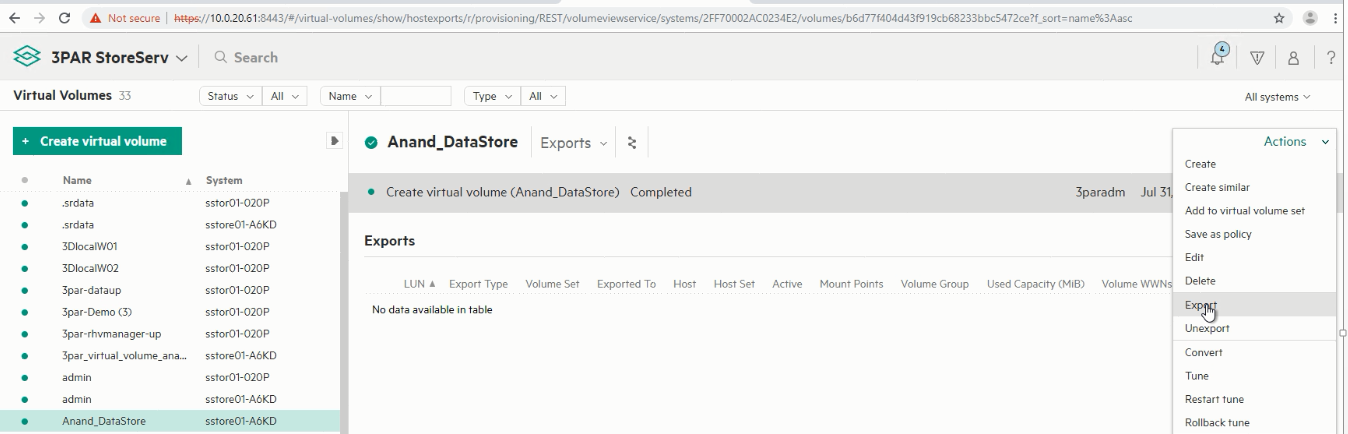 Not secure | https://10.0.20.61:8443/#/virtual-volumes/show/hostexports/r/provisioning/REST/volumeviewservice/systems/2FF70002AC0234E2/volumes/b6d77f404d43f919cb68233bbc5472ce?f_sort=name%3Aasc
3PAR StoreServ Search 4 ?
Virtual Volumes 33 Status All Name Type All All systems
+ Create virtual volume
Anand_DataStore Exports
Actions
Name System
Create virtual volume (Anand_DataStore) Completed 3paradm Jul 31,
.srdata sstor01-020P
.srdata sstore01-A6KD
3DlocalW01 sstor01-020P
3DlocalW02 sstor01-020P
3par-dataup sstor01-020P
3par-Demo (3) sstor01-020P
3par-rhvmanager-up sstor01-020P
3par_virtual_volume_ana... sstore01-A6KD
admin sstor01-020P
admin sstore01-A6KD
Anand_DataStore sstore01-A6KD
Exports
LUN Export Type Volume Set Exported To Host Host Set Active Mount Points Volume Group Used Capacity (MiB) Volume WWNs
No data available in table
Create
Create similar
Add to virtual volume set
Save as policy
Edit
Delete
Export
Unexport
Convert
Tune
Restart tune
Rollback tune